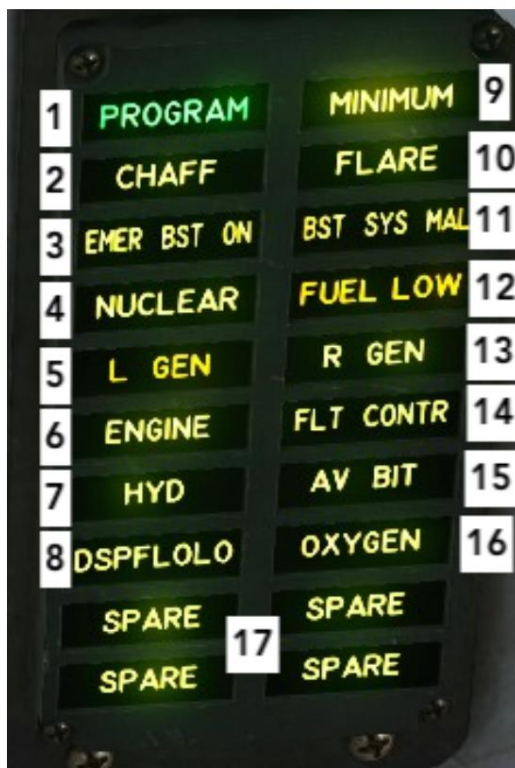 1 PROGRAM MINIMUM 9
2 CHAFF FLARE 10
3 EMER BST ON BST SYS MAL 11
4 NUCLEAR FUEL LOW 12
5 L GEN R GEN 13
6 ENGINE FLT CONTR 14
7 HYD AV BIT 15
8 DSPFLOLO OXYGEN 16
SPARE SPARE
17
SPARE SPARE